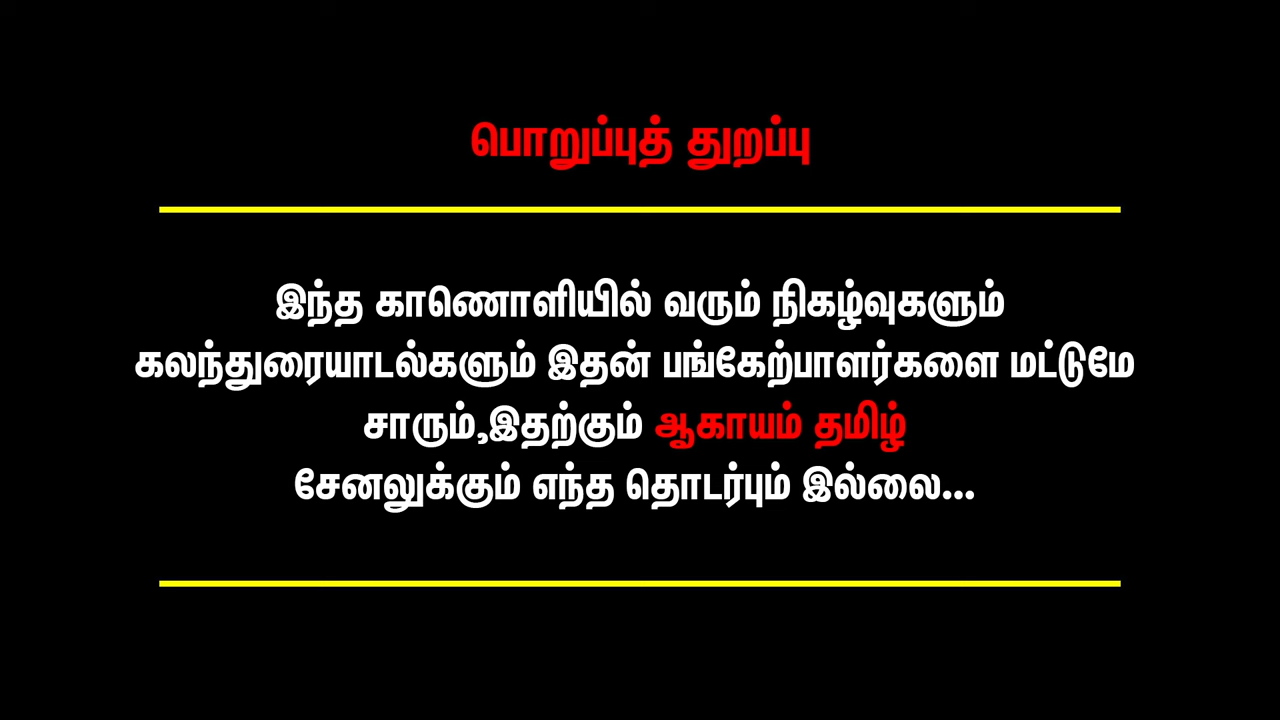 பொறுப்புத் துறப்பு
இந்த காணொளியில் வரும் நிகழ்வுகளும்
கலந்துரையாடல்களும் இதன் பங்கேற்பாளர்களை மட்டுமே
சாரும்,இதற்கும் ஆகாயம் தமிழ்
சேனலுக்கும் எந்த தொடர்பும் இல்லை...